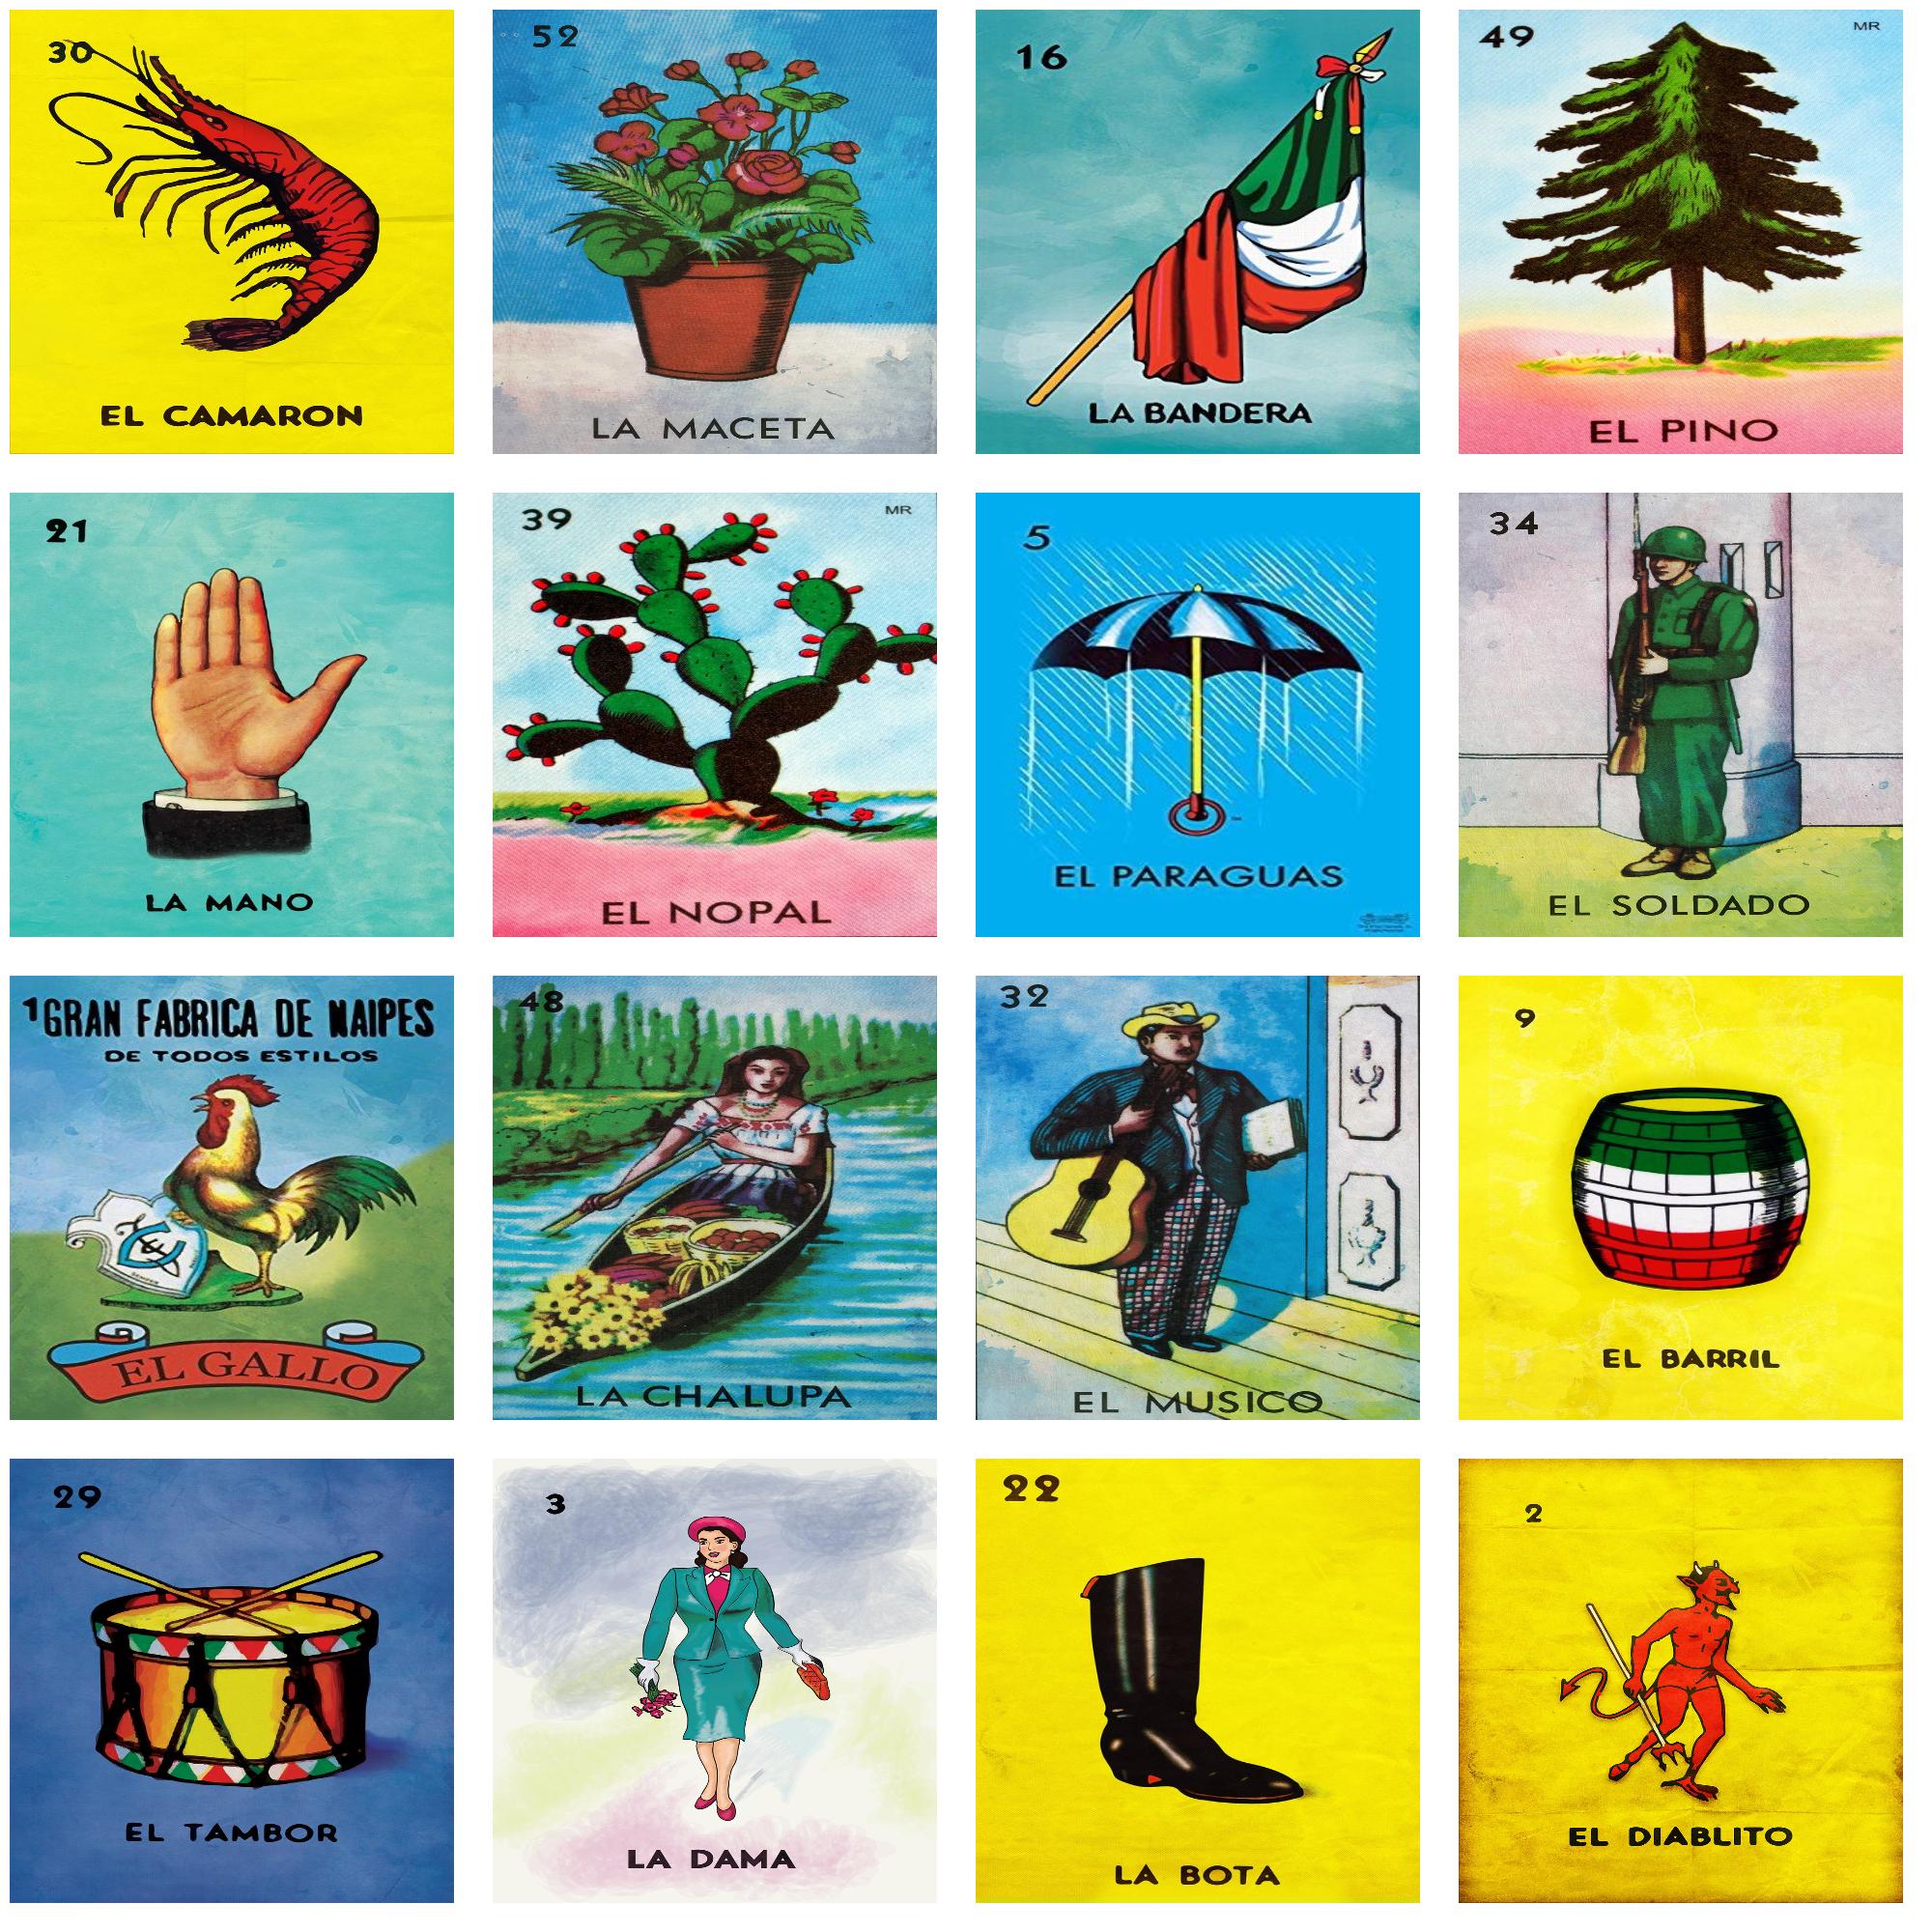 30
EL CAMARON
52
LA MACETA
16
LA BANDERA
49
MR
EL PINO
21
LA MANO
39
MR
EL NOPAL
5
EL PARAGUAS
34
EL SOLDADO
1 GRAN FABRICA DE NAIPES
DE TODOS ESTILOS
EL GALLO
48
LA CHALUPA
32
EL MUSICO
9
EL BARRIL
29
EL TAMBOR
3
LA DAMA
22
LA BOTA
2
EL DIABLITO